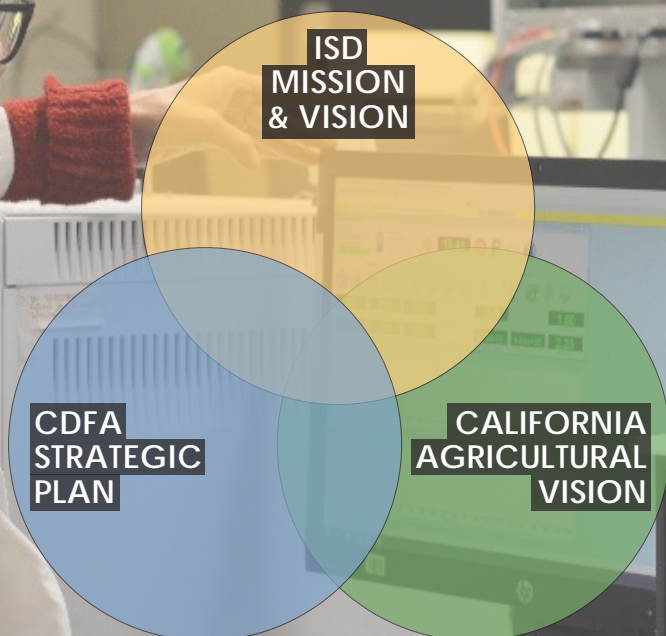 ISD
MISSION
& VISION
CDFA
STRATEGIC
PLAN
CALIFORNIA
AGRICULTURAL
VISION